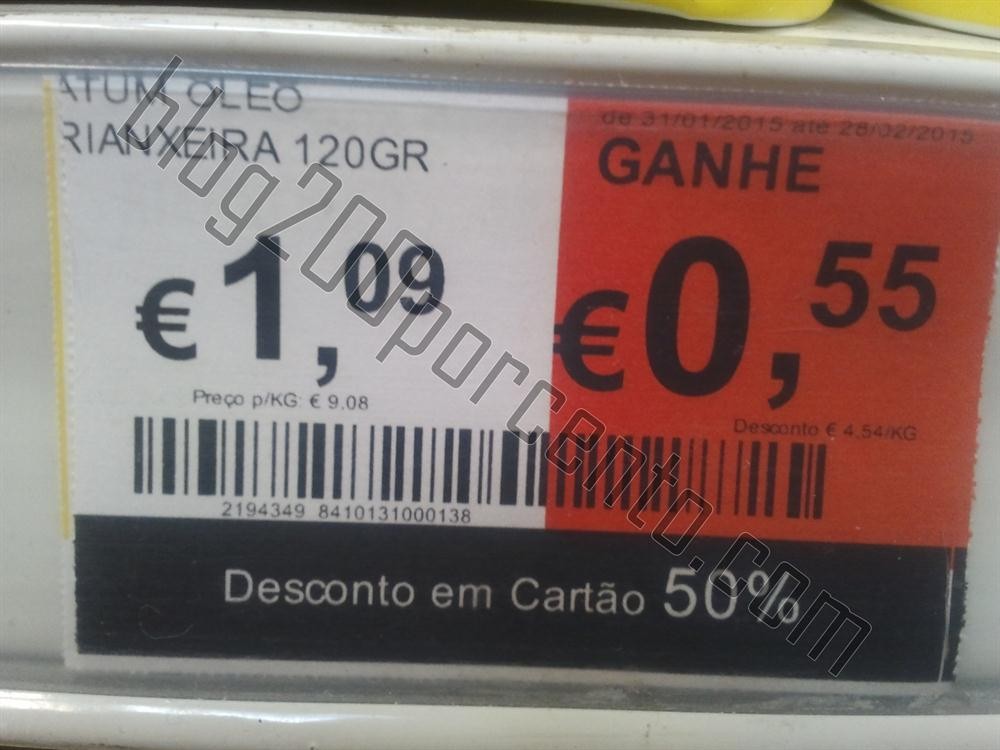 ATUM OLEO
RIANXEIRA 120GR
€1,09
Preço p/KG: € 9.08
2194349 8410131000138
de 31/01/2015 até 28/02/2015
GANHE
€0,55
Desconto € 4.54/KG
Desconto em Cartão 50%
blog200porcento.com